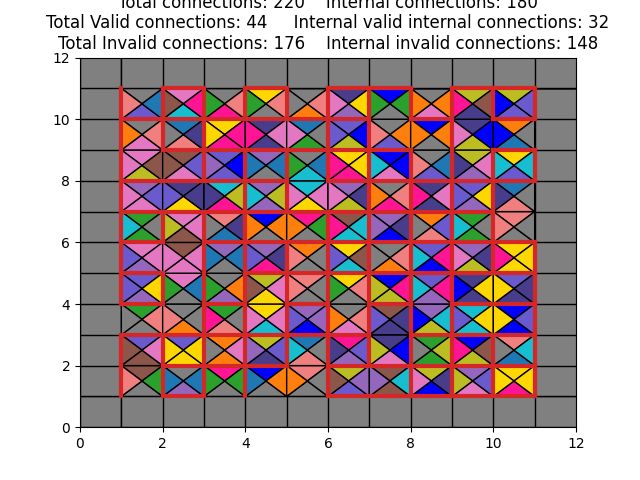 Total connections: 220    Internal connections: 180
Total Valid connections: 44     Internal valid internal connections: 32
Total Invalid connections: 176    Internal invalid connections: 148
12
10
8
6
4
2
0
0 2 4 6 8 10 12